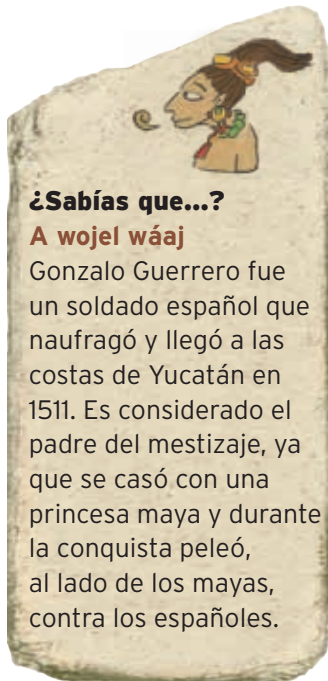 ¿Sabías que...?
A wojel wáaj
Gonzalo Guerrero fue
un soldado español que
naufragó y llegó a las
costas de Yucatán en
1511. Es considerado el
padre del mestizaje, ya
que se casó con una
princesa maya y durante
la conquista peleó,
al lado de los mayas,
contra los españoles.